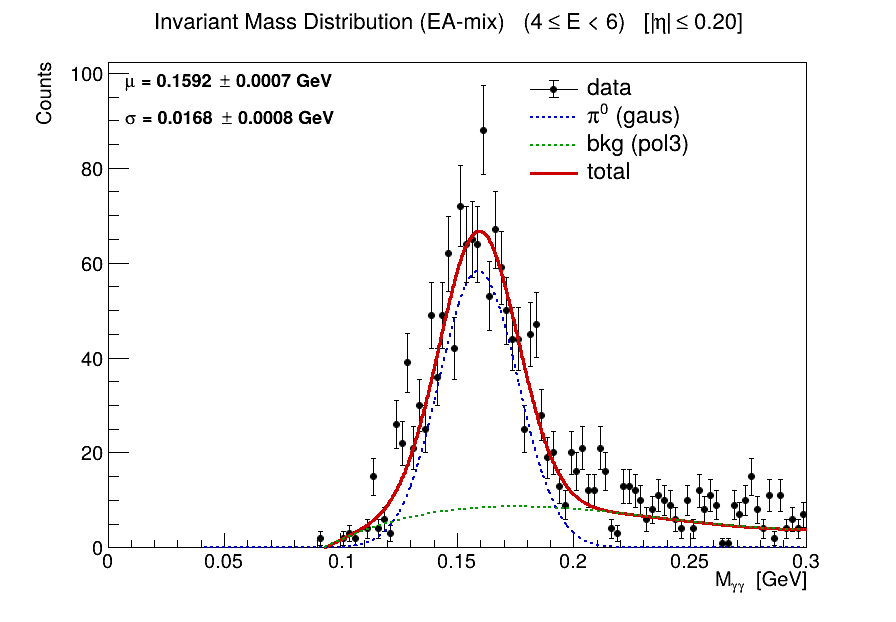 Invariant Mass Distribution (EA-mix) (4 ≤ E < 6) [|η| ≤ 0.20]
Counts
μ = 0.1592 ± 0.0007 GeV
σ = 0.0168 ± 0.0008 GeV
data
π⁰ (gaus)
bkg (pol3)
total
100
80
60
40
20
0
0 0.05 0.1 0.15 0.2 0.25 0.3
Mγγ [GeV]